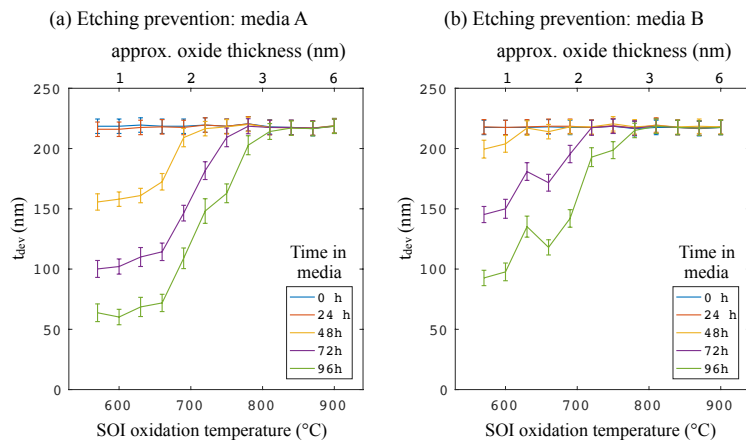 (a) Etching prevention: media A
approx. oxide thickness (nm)
1 2 3 6
250
200
150
100
50
0
t_dev (nm)
Time in
media
0 h
24 h
48h
72h
96h
600 700 800 900
SOI oxidation temperature (°C)
(b) Etching prevention: media B
approx. oxide thickness (nm)
1 2 3 6
250
200
150
100
50
0
t_dev (nm)
Time in
media
0 h
24 h
48h
72h
96h
600 700 800 900
SOI oxidation temperature (°C)